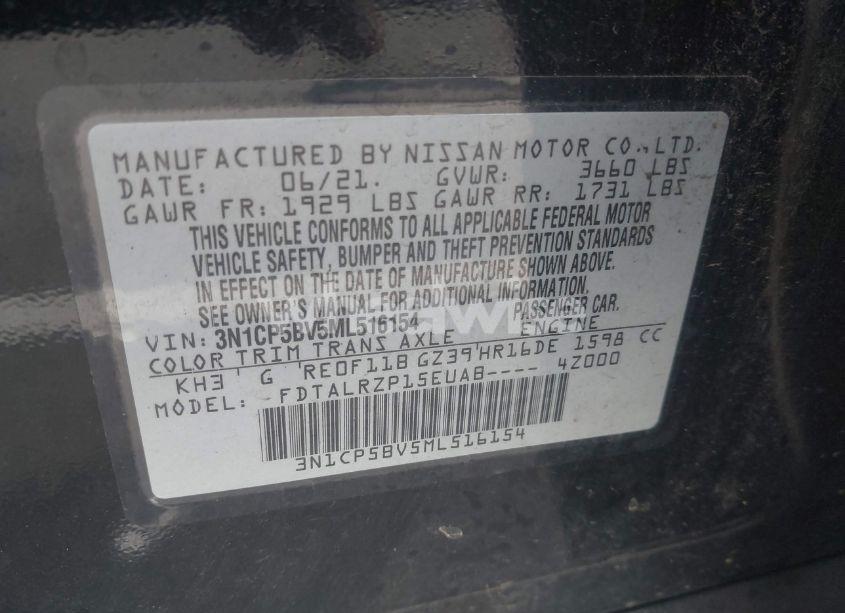 MANUFACTURED BY NISSAN MOTOR CO.,LTD.
DATE: 06/21. GVWR: 3660 LBS
GAWR FR: 1929 LBS GAWR RR: 1731 LBS
THIS VEHICLE CONFORMS TO ALL APPLICABLE FEDERAL MOTOR
VEHICLE SAFETY, BUMPER AND THEFT PREVENTION STANDARDS
IN EFFECT ON THE DATE OF MANUFACTURE SHOWN ABOVE.
SEE OWNER'S MANUAL FOR ADDITIONAL INFORMATION.
VIN: 3N1CP5BV5ML516154 PASSENGER CAR.
COLOR TRIM TRANS AXLE ENGINE
KH3 G RE0F11B GZ39 HR16DE 1598 CC
MODEL: FDTALRZP15EUAB---- 4Z000
3N1CP5BV5ML516154